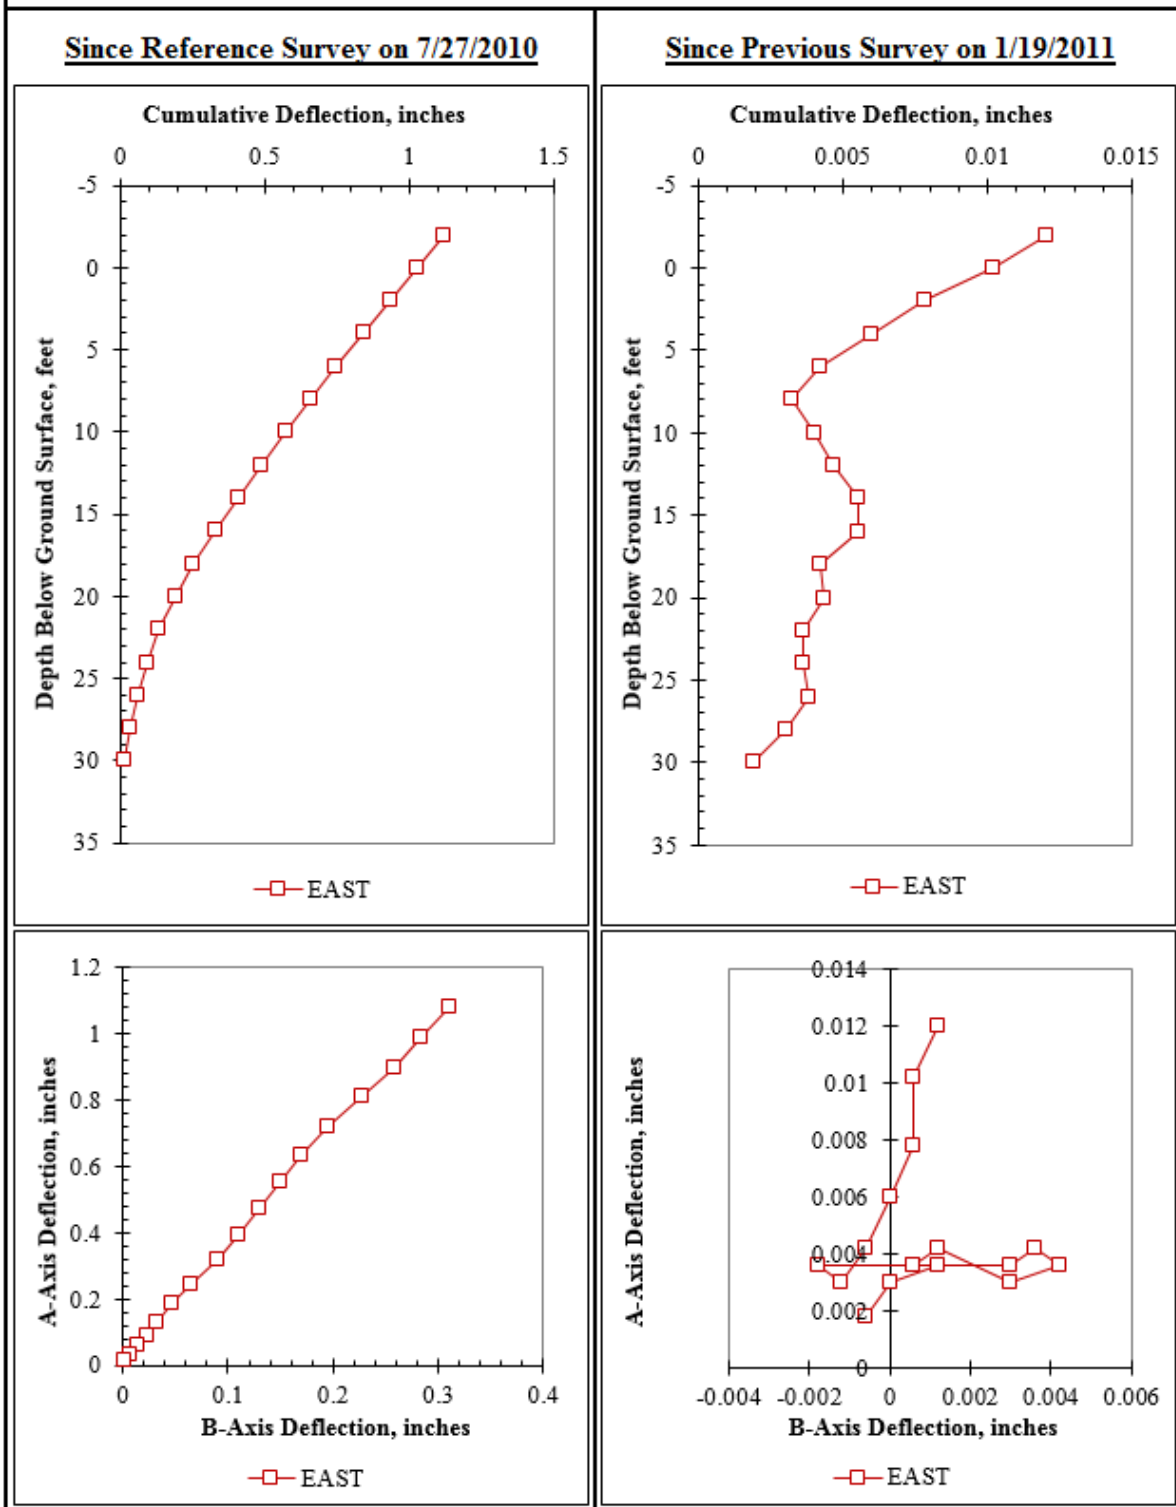 Since Reference Survey on 7/27/2010
Cumulative Deflection, inches
0 0.5 1 1.5
-5
0
5
10
15
20
25
30
35
Depth Below Ground Surface, feet
EAST
Since Previous Survey on 1/19/2011
Cumulative Deflection, inches
0 0.005 0.01 0.015
-5
0
5
10
15
20
25
30
35
Depth Below Ground Surface, feet
EAST
1.2
1
0.8
0.6
0.4
0.2
0
A-Axis Deflection, inches
0 0.1 0.2 0.3 0.4
B-Axis Deflection, inches
EAST
0.014
0.012
0.01
0.008
0.006
0.004
0.002
0
A-Axis Deflection, inches
-0.004 -0.002 0 0.002 0.004 0.006
B-Axis Deflection, inches
EAST